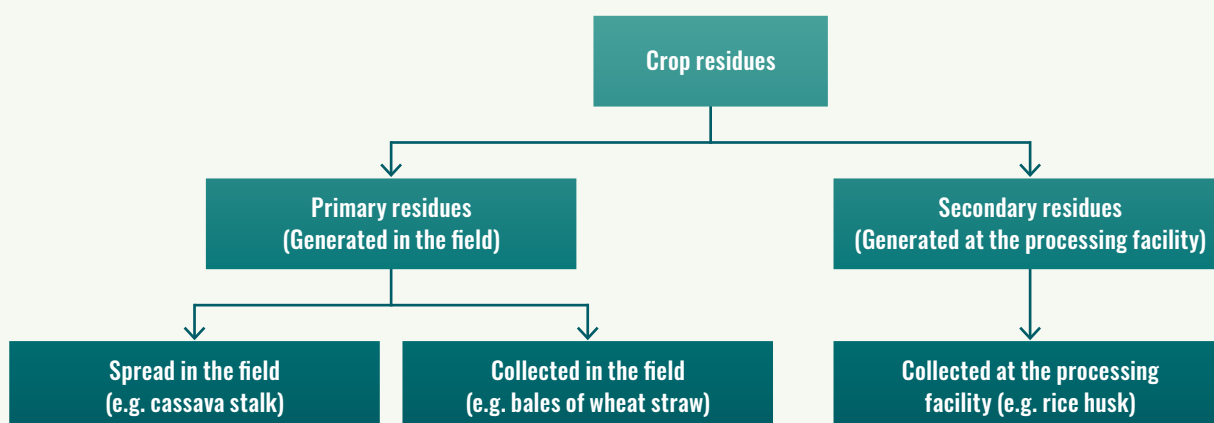 Crop residues
Primary residues
(Generated in the field)
Secondary residues
(Generated at the processing facility)
Spread in the field
(e.g. cassava stalk)
Collected in the field
(e.g. bales of wheat straw)
Collected at the processing
facility (e.g. rice husk)